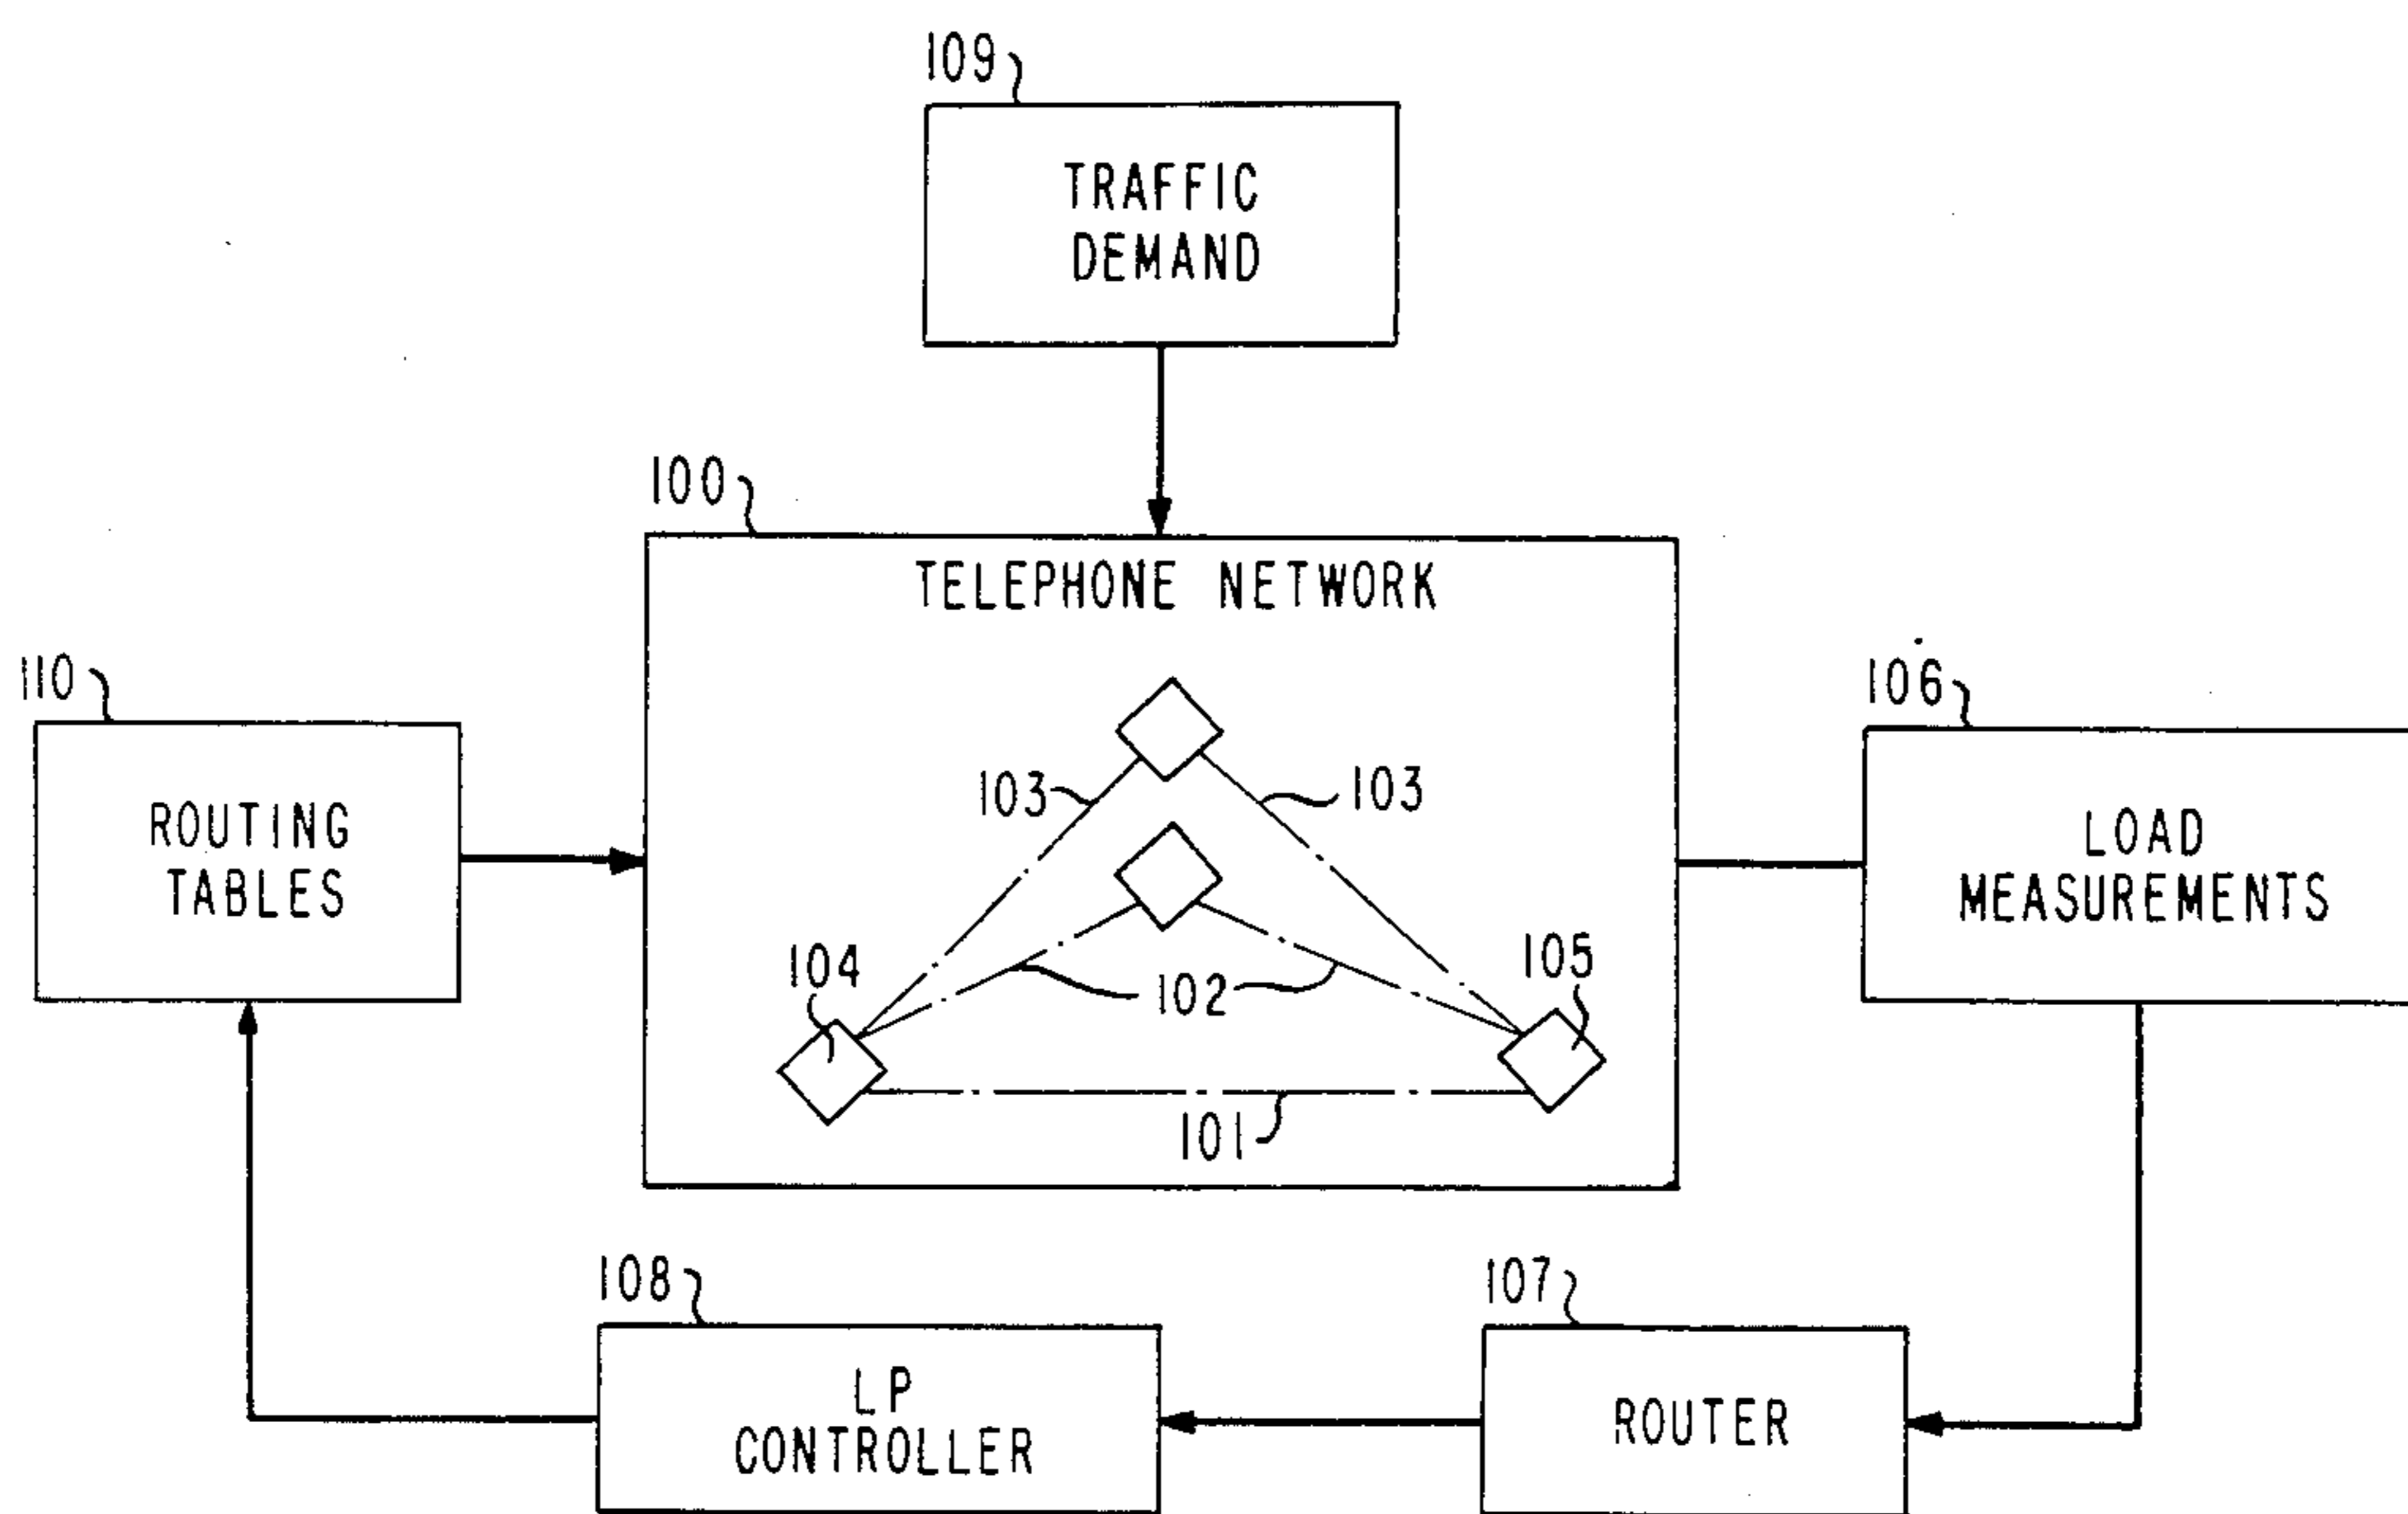 109
TRAFFIC
DEMAND
100
TELEPHONE NETWORK
110
106
103
103
ROUTING
TABLES
LOAD
MEASUREMENTS
104
102
105
101
108
107
LP
CONTROLLER
ROUTER